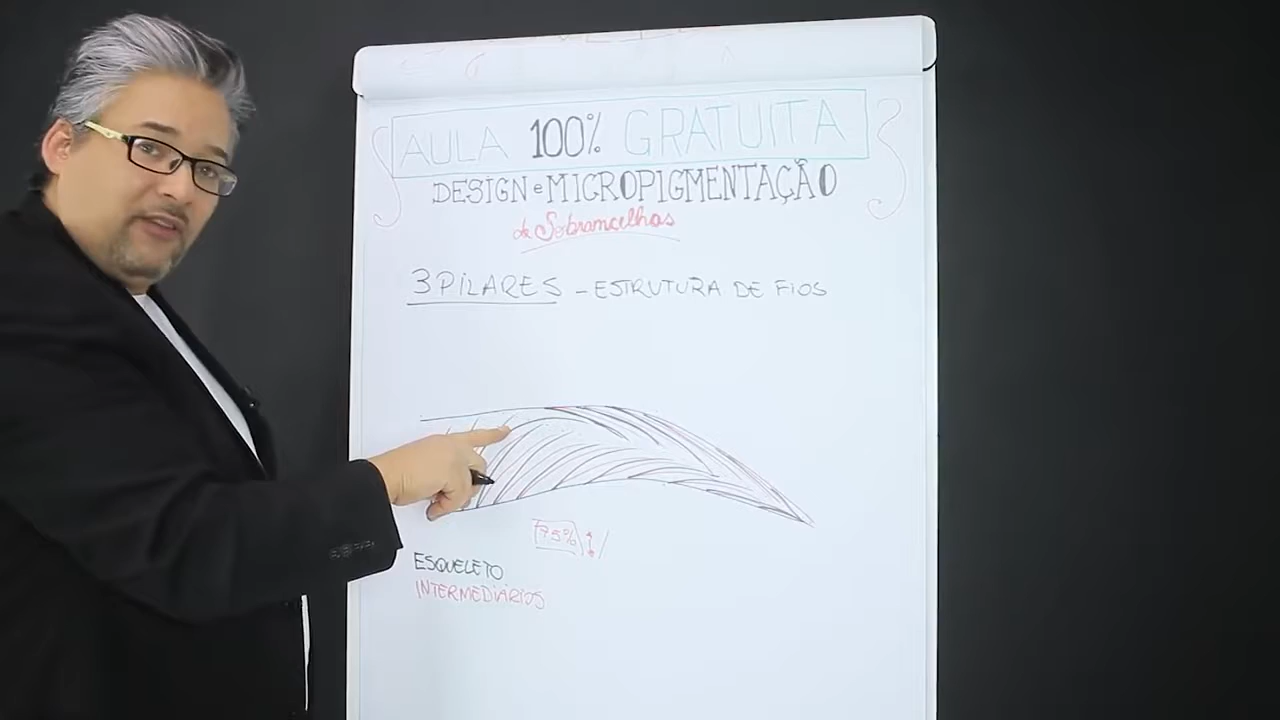 AULA 100% GRATUITA
DESIGN e MICROPIGMENTAÇÃO
de Sobrancelhas
3 PILARES - ESTRUTURA DE FIOS
75%
ESQUELETO
INTERMEDIÁRIOS